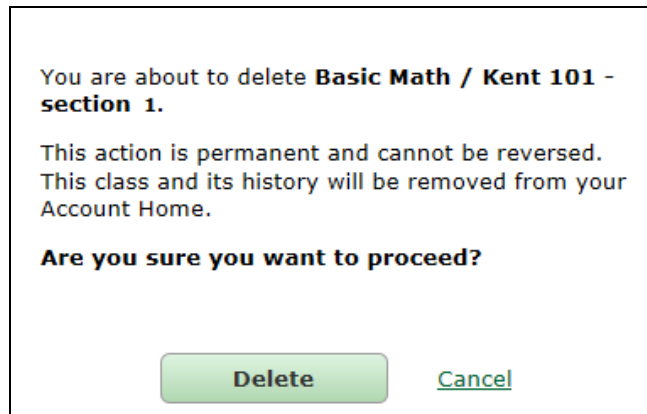 You are about to delete Basic Math / Kent 101 -
section 1.
This action is permanent and cannot be reversed.
This class and its history will be removed from your
Account Home.
Are you sure you want to proceed?
Delete Cancel